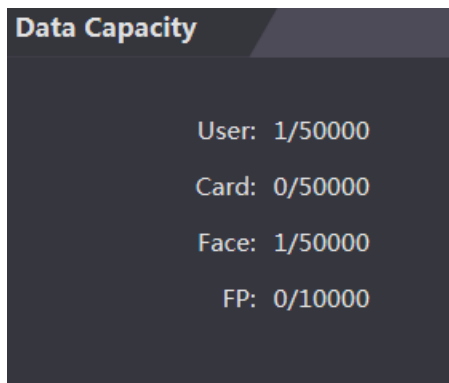 Data Capacity
User: 1/50000
Card: 0/50000
Face: 1/50000
FP: 0/10000